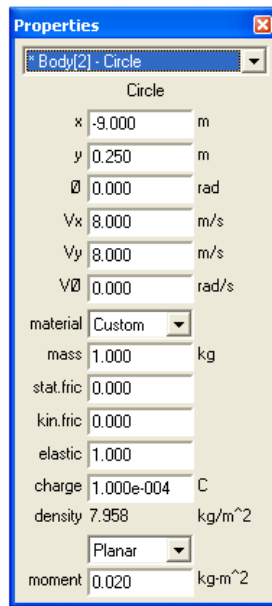 Properties
* Body[2] - Circle
Circle
x -9.000 m
y 0.250 m
Ø 0.000 rad
Vx 8.000 m/s
Vy 8.000 m/s
VØ 0.000 rad/s
material Custom
mass 1.000 kg
stat.fric 0.000
kin.fric 0.000
elastic 1.000
charge 1.000e-004 C
density 7.958 kg/m^2
Planar
moment 0.020 kg-m^2